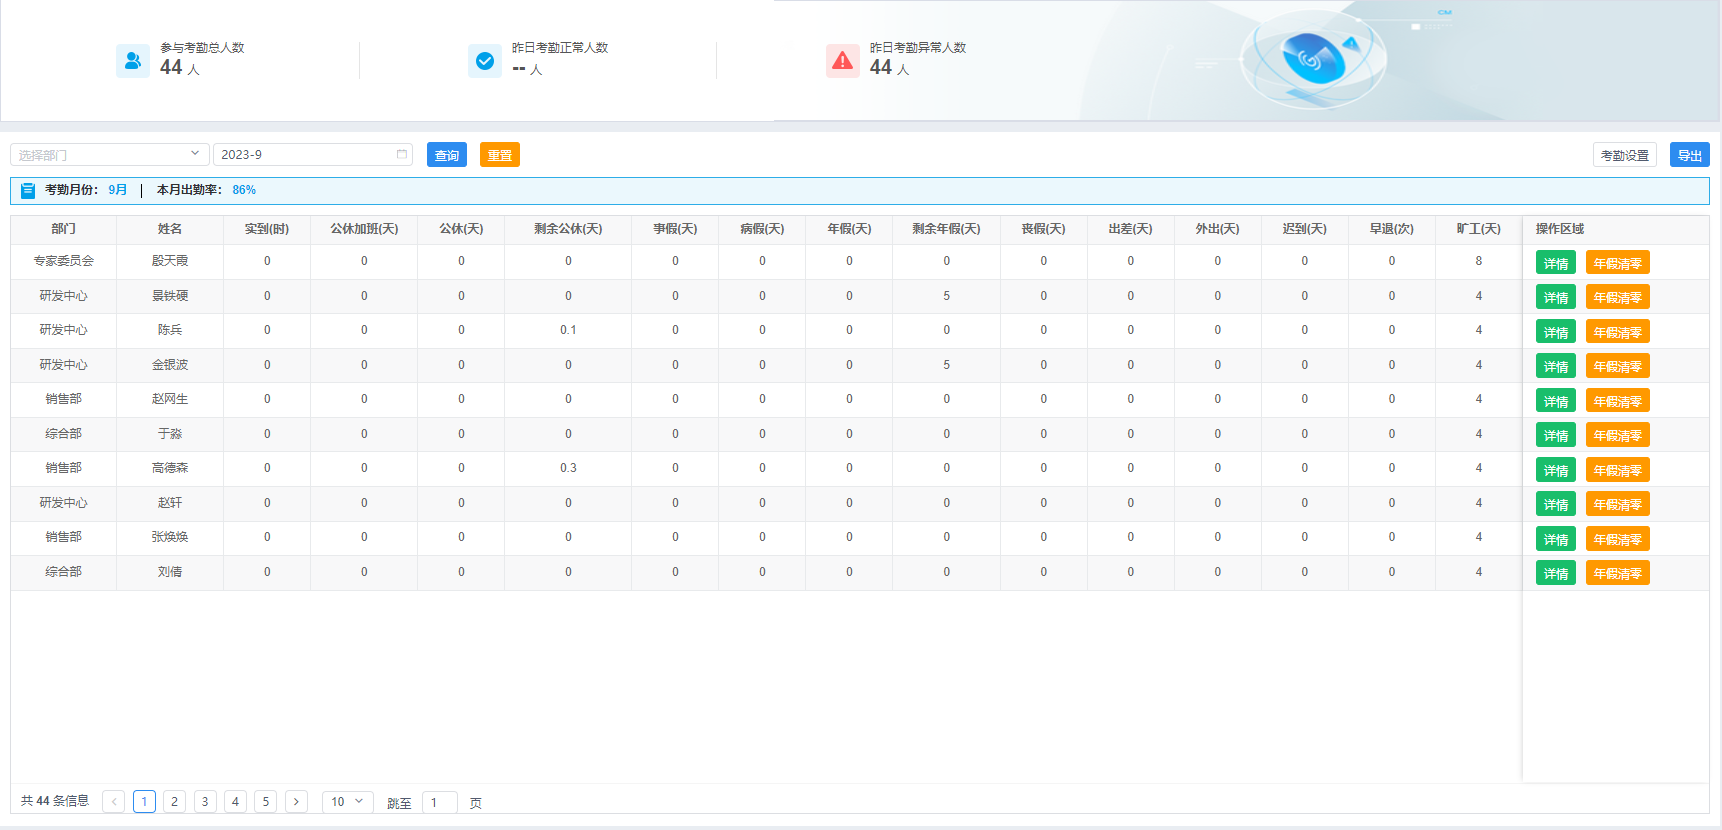 参与考勤总人数
44 人
昨日考勤正常人数
-- 人
昨日考勤异常人数
44 人
选择部门 2023-9 查询 重置 考勤设置 导出
考勤月份： 9月 | 本月出勤率： 86%
部门 姓名 实到(时) 公休加班(天) 公休(天) 剩余公休(天) 事假(天) 病假(天) 年假(天) 剩余年假(天) 丧假(天) 出差(天) 外出(天) 迟到(天) 早退(次) 旷工(天) 操作区域
专家委员会 殷天霞 0 0 0 0 0 0 0 0 0 0 0 0 0 8 详情 年假清零
研发中心 景铁硬 0 0 0 0 0 0 0 5 0 0 0 0 0 4 详情 年假清零
研发中心 陈兵 0 0 0 0.1 0 0 0 0 0 0 0 0 0 4 详情 年假清零
研发中心 金银波 0 0 0 0 0 0 0 5 0 0 0 0 0 4 详情 年假清零
销售部 赵网生 0 0 0 0 0 0 0 0 0 0 0 0 0 4 详情 年假清零
综合部 于淼 0 0 0 0 0 0 0 0 0 0 0 0 0 4 详情 年假清零
销售部 高德森 0 0 0 0.3 0 0 0 0 0 0 0 0 0 4 详情 年假清零
研发中心 赵轩 0 0 0 0 0 0 0 0 0 0 0 0 0 4 详情 年假清零
销售部 张焕焕 0 0 0 0 0 0 0 0 0 0 0 0 0 4 详情 年假清零
综合部 刘倩 0 0 0 0 0 0 0 0 0 0 0 0 0 4 详情 年假清零
共 44 条信息 < 1 2 3 4 5 > 10 跳至 1 页